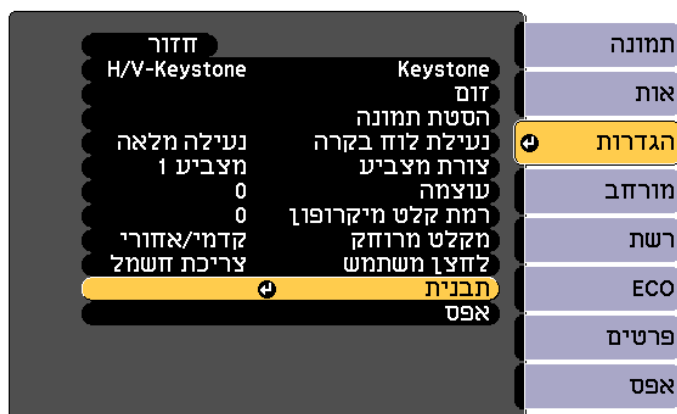 תמונה
אות
הגדרות
מורחב
רשת
ECO
פרטים
אפס
חזור
Keystone H/V-Keystone
זום
הסטת תמונה
נעילת לוח בקרה נעילה מלאה
צורת מצביע מצביע 1
עוצמה 0
רמת קלט מיקרופון 0
מקלט מרוחק קדמי/אחורי
לחצן משתמש צריכת חשמל
תבנית
אפס